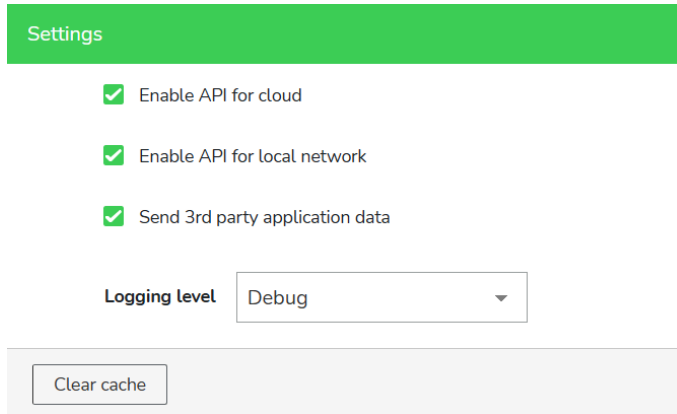 Settings
Enable API for cloud
Enable API for local network
Send 3rd party application data
Logging level Debug
Clear cache